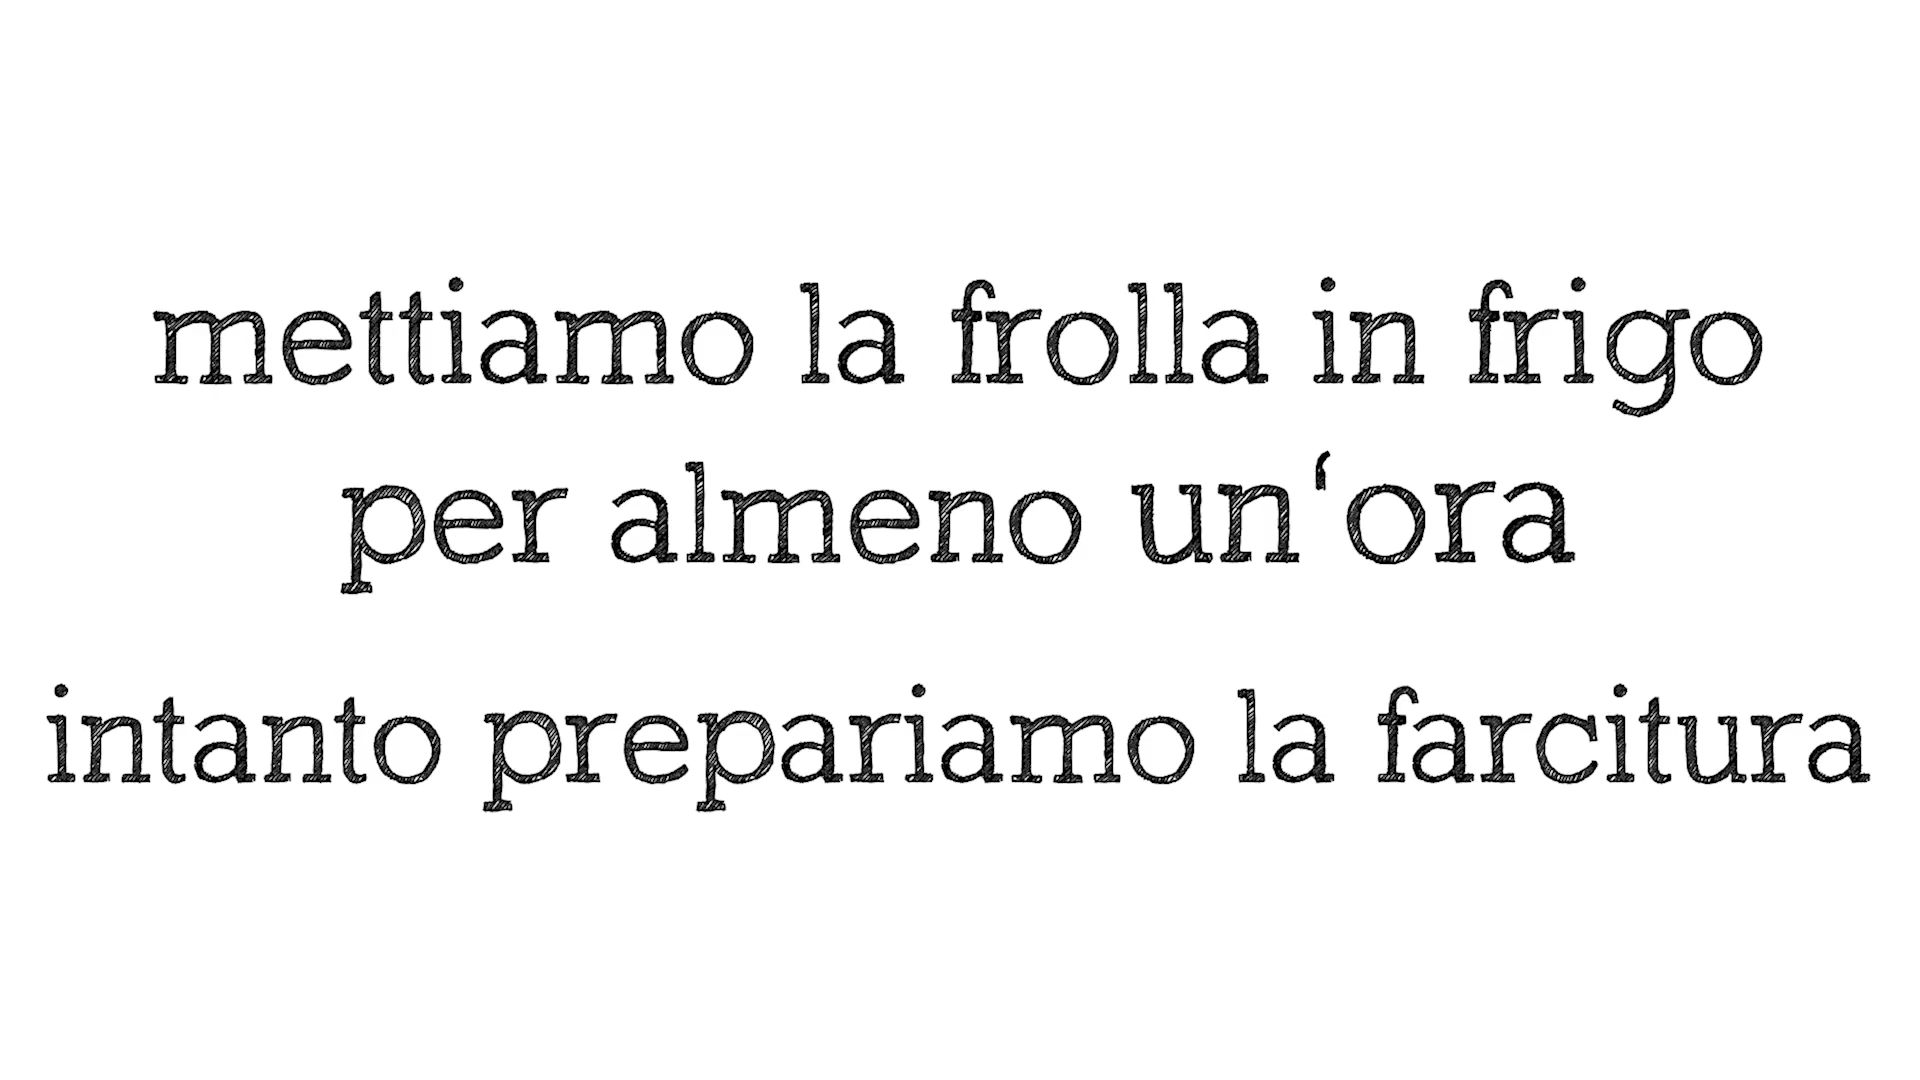 mettiamo la frolla in frigo
per almeno un‘ora
intanto prepariamo la farcitura